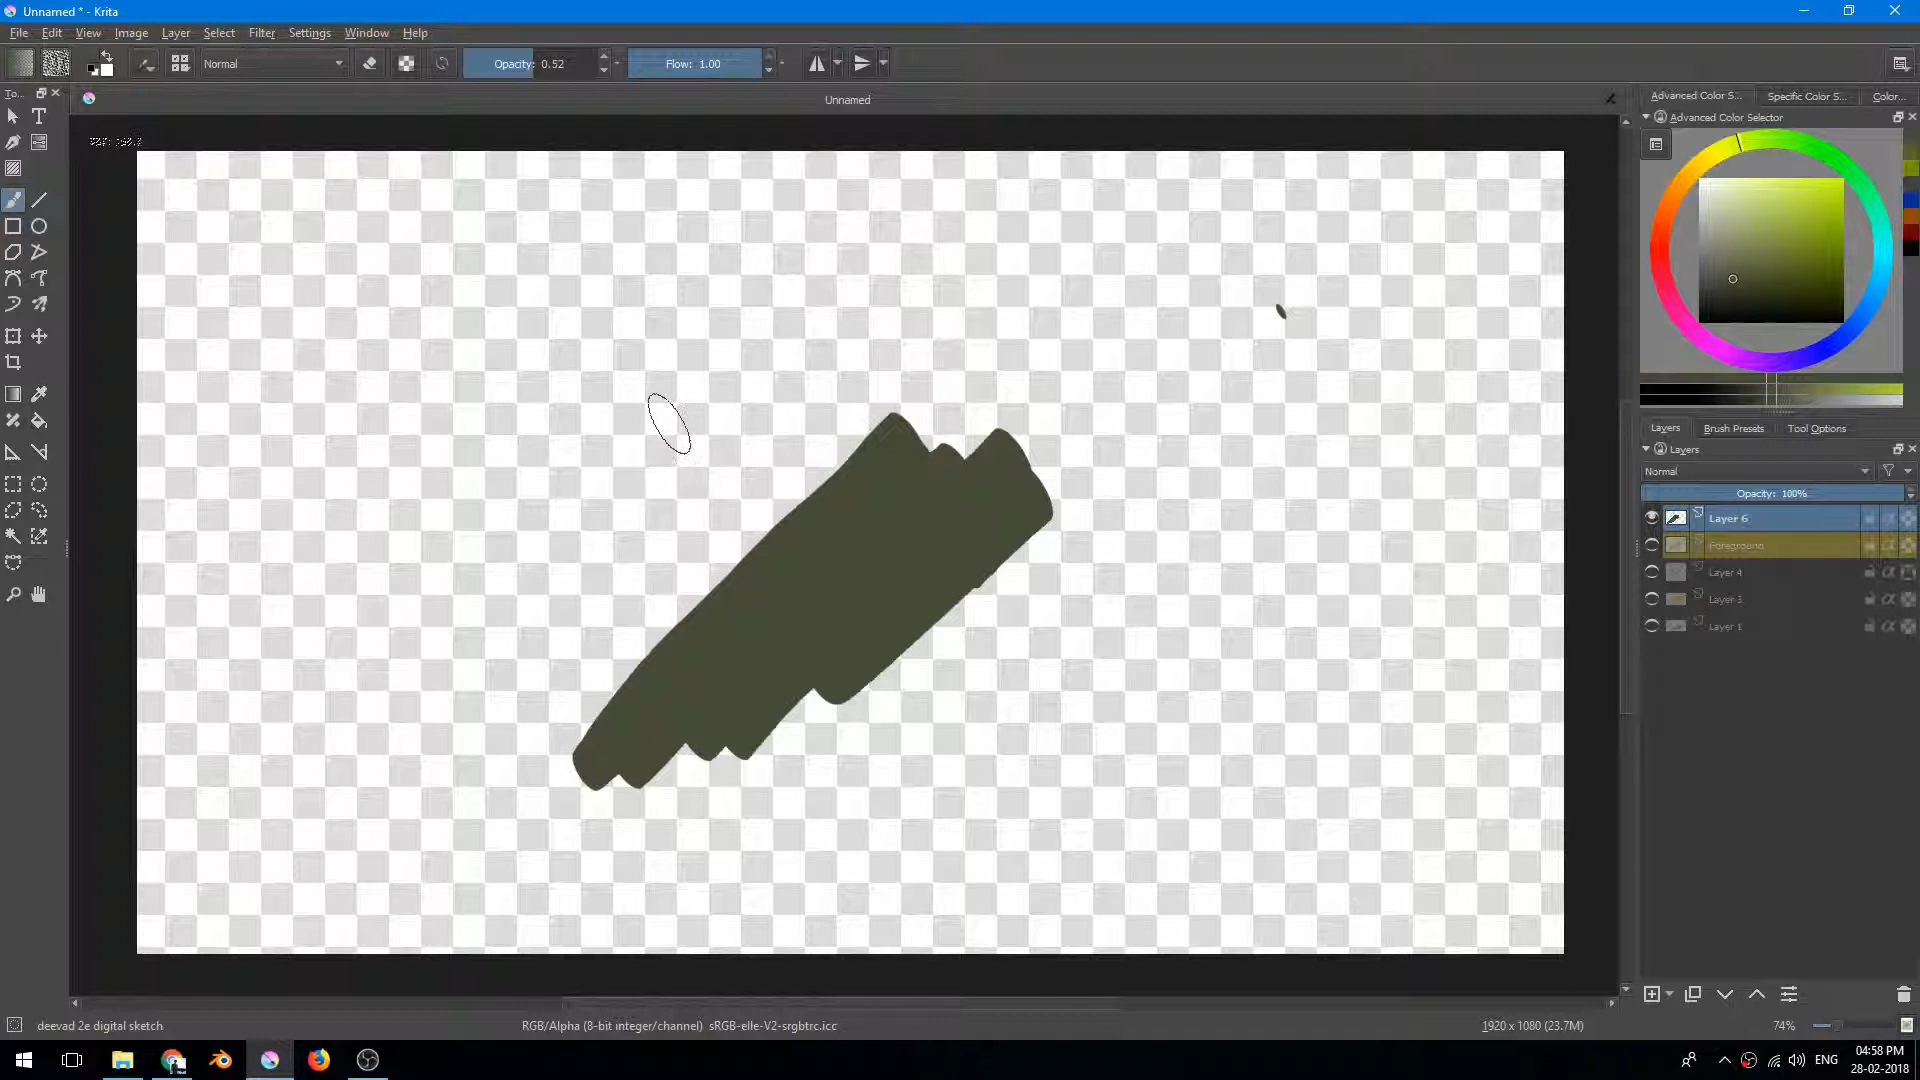 Unnamed * - Krita
File Edit View Image Layer Select Filter Settings Window Help
Normal Opacity: 0.52 Flow: 1.00
To...
Unnamed
Advanced Color S... Specific Color S... Color...
Advanced Color Selector
Layers Brush Presets Tool Options
Layers
Normal
Opacity: 100%
Layer 6
Foreground
Layer 4
Layer 3
Layer 1
deevad 2e digital sketch RGB/Alpha (8-bit integer/channel) sRGB-elle-V2-srgbtrc.icc 1920 x 1080 (23.7M) 74%
ENG
04:58 PM
28-02-2018